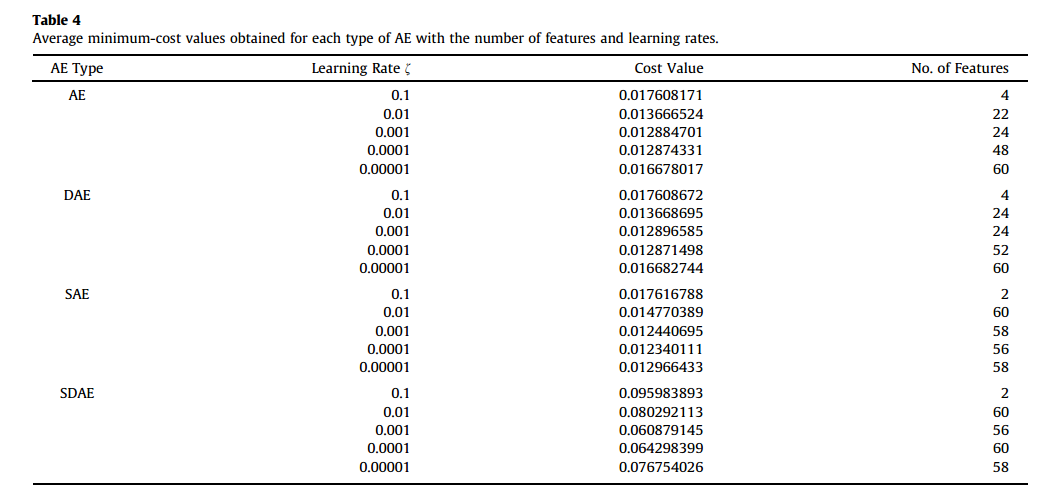 Table 4
Average minimum-cost values obtained for each type of AE with the number of features and learning rates.
AE Type Learning Rate ζ Cost Value No. of Features
AE 0.1 0.017608171 4
0.01 0.013666524 22
0.001 0.012884701 24
0.0001 0.012874331 48
0.00001 0.016678017 60
DAE 0.1 0.017608672 4
0.01 0.013668695 24
0.001 0.012896585 24
0.0001 0.012871498 52
0.00001 0.016682744 60
SAE 0.1 0.017616788 2
0.01 0.014770389 60
0.001 0.012440695 58
0.0001 0.012340111 56
0.00001 0.012966433 58
SDAE 0.1 0.095983893 2
0.01 0.080292113 60
0.001 0.060879145 56
0.0001 0.064298399 60
0.00001 0.076754026 58